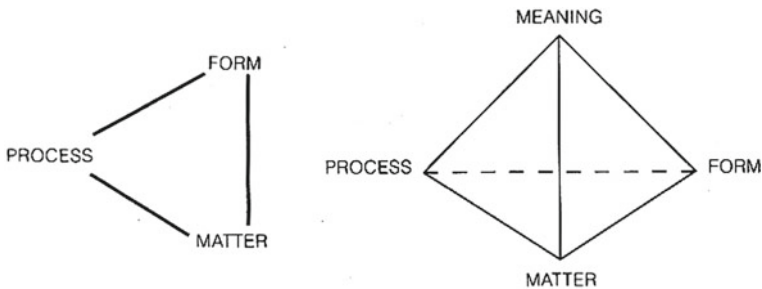 FORM
PROCESS
MATTER
MEANING
PROCESS
FORM
MATTER